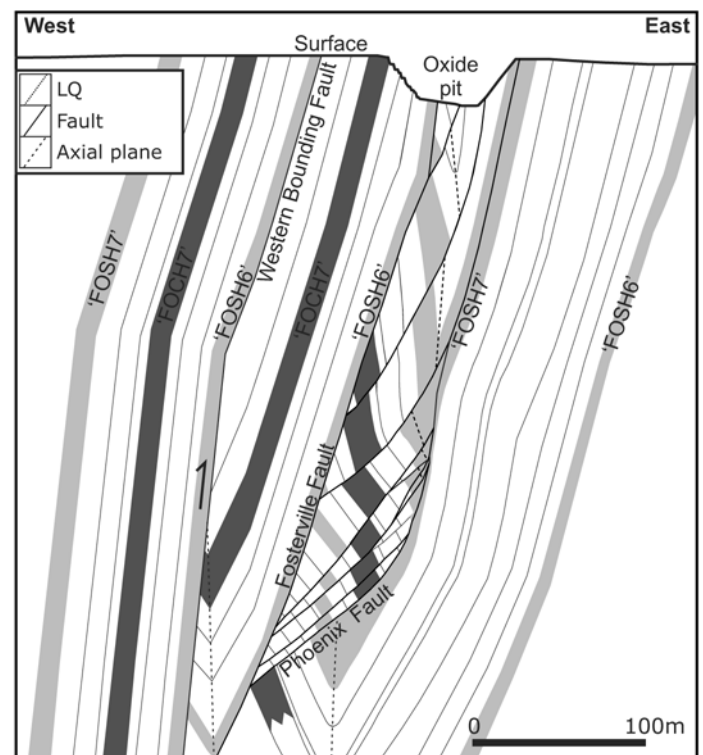 West
East
Surface
Oxide
pit
LQ
Fault
Axial plane
Western Bounding Fault
'FOSH7'
'FOCH7'
'FOSH6'
'FOCH7'
'FOSH6'
'FOSH7'
'FOSH6'
Fosterville Fault
Phoenix Fault
0 100m